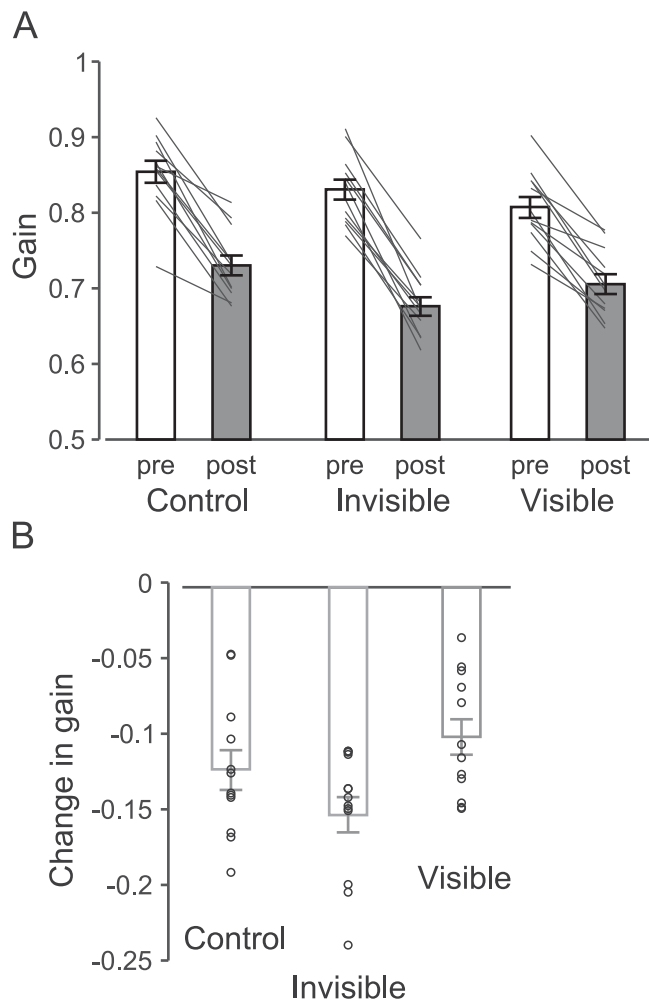 A
1
0.9
0.8
0.7
0.6
0.5
Gain
pre post pre post pre post
Control Invisible Visible
B
0
-0.05
-0.1
-0.15
-0.2
-0.25
Change in gain
Visible
Control
Invisible